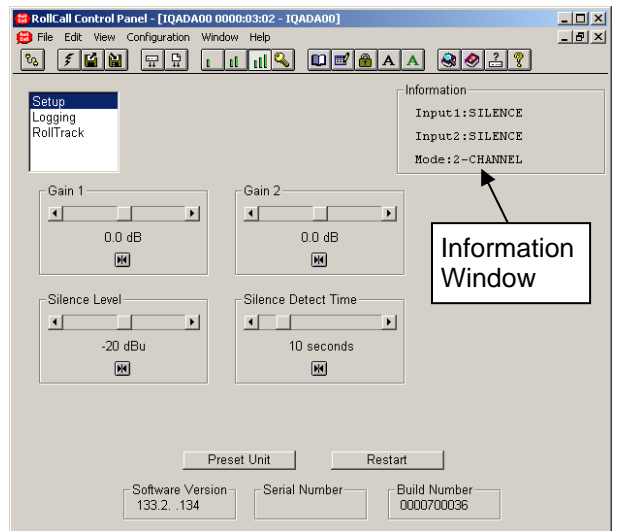 RollCall Control Panel - [IQADA00 0000:03:02 - IQADA00]
File Edit View Configuration Window Help
A A
Setup
Logging
RollTrack
Information
Input1:SILENCE
Input2:SILENCE
Mode:2-CHANNEL
Information
Window
Gain 1
0.0 dB
Gain 2
0.0 dB
Silence Level
-20 dBu
Silence Detect Time
10 seconds
Preset Unit
Restart
Software Version
133.2. .134
Serial Number
Build Number
0000700036